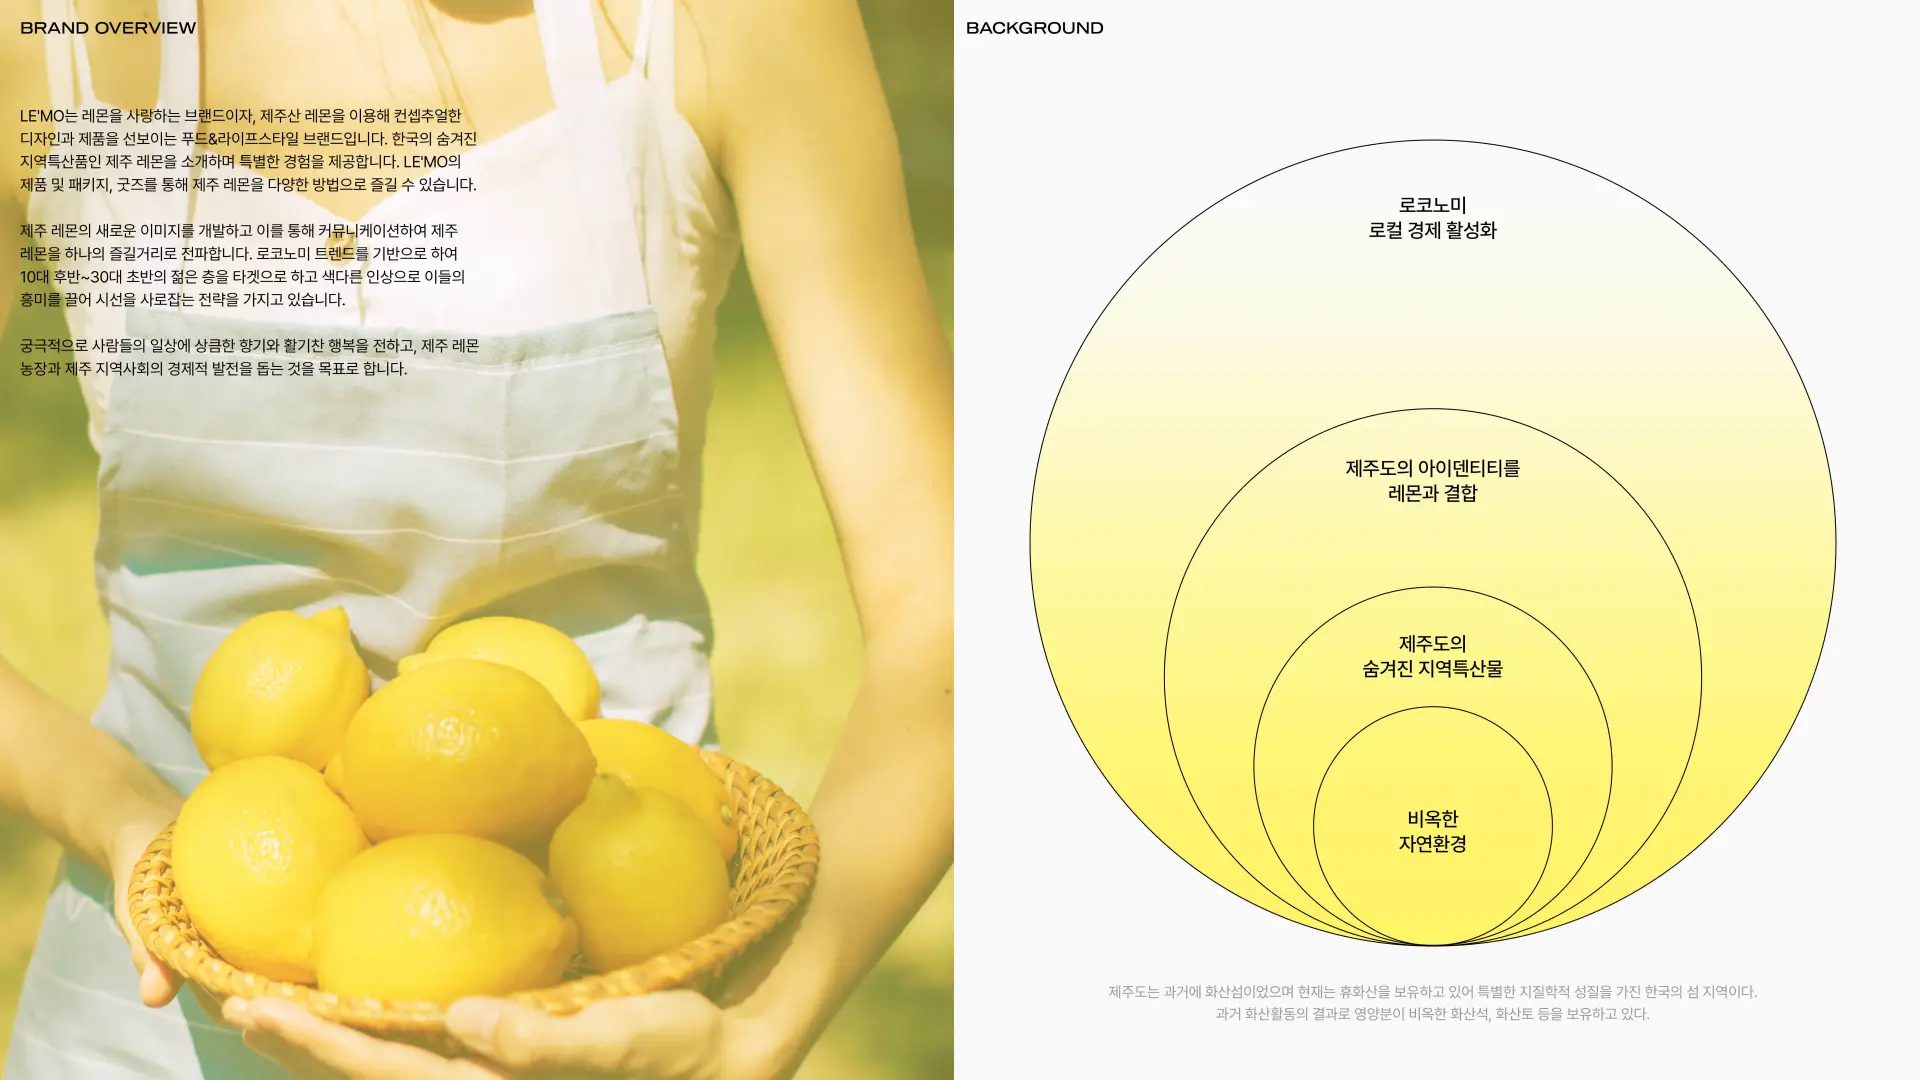 BRAND OVERVIEW
LE'MO는 레몬을 사랑하는 브랜드이자, 제주산 레몬을 이용해 컨셉추얼한
디자인과 제품을 선보이는 푸드&라이프스타일 브랜드입니다. 한국의 숨겨진
지역특산품인 제주 레몬을 소개하며 특별한 경험을 제공합니다. LE'MO의
제품 및 패키지, 굿즈를 통해 제주 레몬을 다양한 방법으로 즐길 수 있습니다.
제주 레몬의 새로운 이미지를 개발하고 이를 통해 커뮤니케이션하여 제주
레몬을 하나의 즐길거리로 전파합니다. 로코노미 트렌드를 기반으로 하여
10대 후반~30대 초반의 젊은 층을 타겟으로 하고 색다른 인상으로 이들의
흥미를 끌어 시선을 사로잡는 전략을 가지고 있습니다.
궁극적으로 사람들의 일상에 상큼한 향기와 활기찬 행복을 전하고, 제주 레몬
농장과 제주 지역사회의 경제적 발전을 돕는 것을 목표로 합니다.
BACKGROUND
로코노미
로컬 경제 활성화
제주도의 아이덴티티를
레몬과 결합
제주도의
숨겨진 지역특산물
비옥한
자연환경
제주도는 과거에 화산섬이었으며 현재는 휴화산을 보유하고 있어 특별한 지질학적 성질을 가진 한국의 섬 지역이다.
과거 화산활동의 결과로 영양분이 비옥한 화산석, 화산토 등을 보유하고 있다.